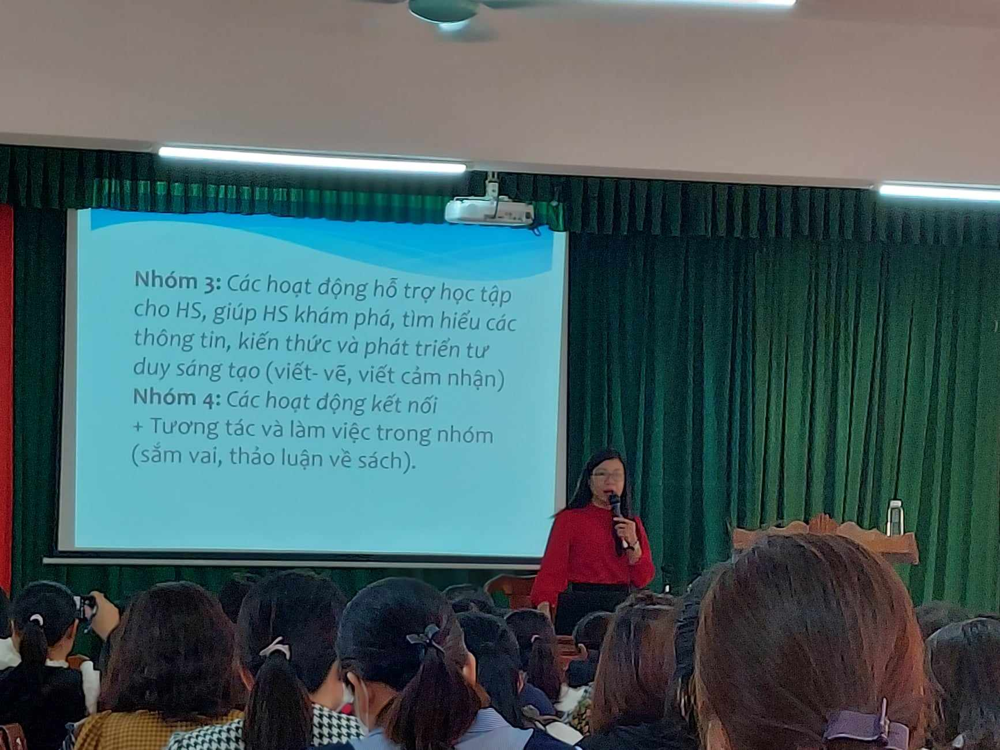 Nhóm 3: Các hoạt động hỗ trợ học tập
cho HS, giúp HS khám phá, tìm hiểu các
thông tin, kiến thức và phát triển tư
duy sáng tạo (viết- vẽ, viết cảm nhận)
Nhóm 4: Các hoạt động kết nối
+ Tương tác và làm việc trong nhóm
(sắm vai, thảo luận về sách).